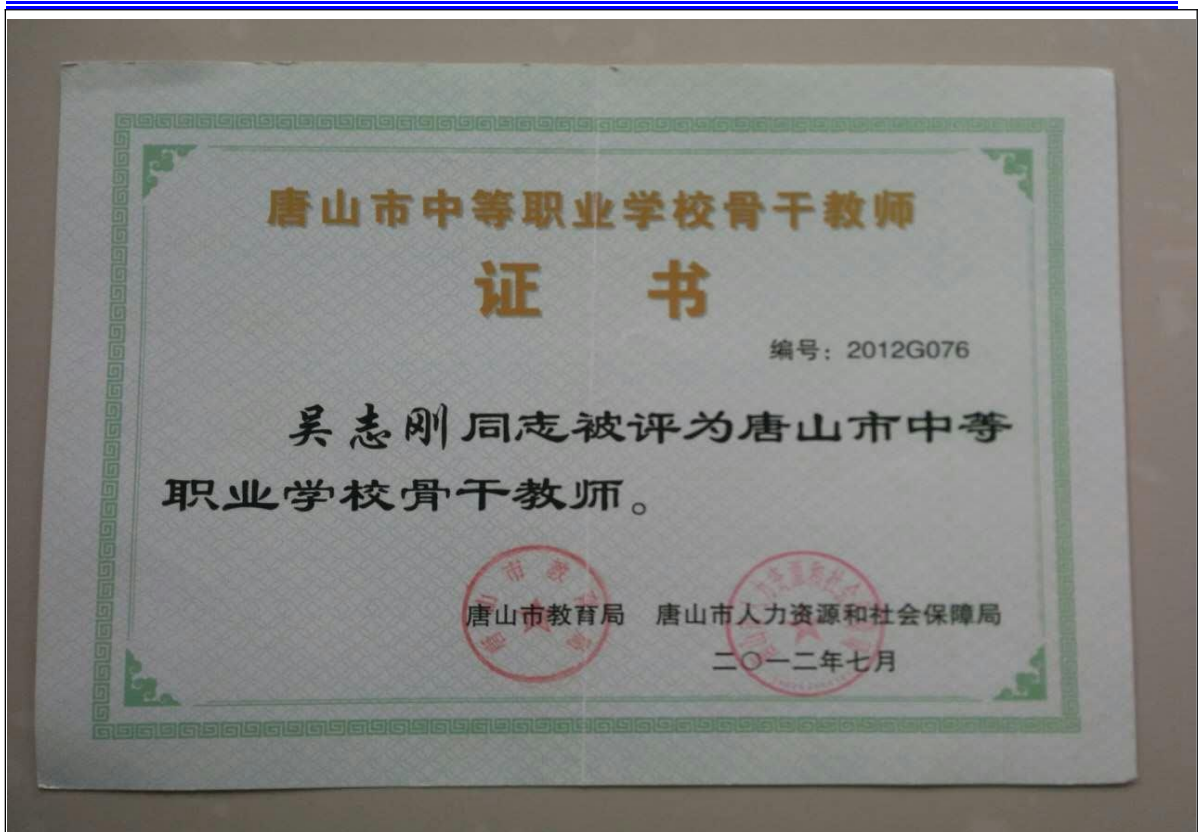 唐山市中等职业学校骨干教师
证 书
编号：2012G076
吴志刚同志被评为唐山市中等
职业学校骨干教师。
唐山市教育局 唐山市人力资源和社会保障局
二〇一二年七月